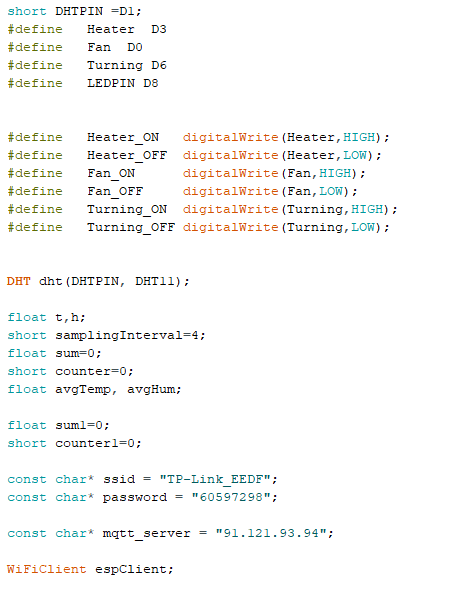 short DHTPIN =D1;
#define   Heater  D3
#define   Fan  D0
#define   Turning D6
#define   LEDPIN D8
#define   Heater_ON   digitalWrite(Heater,HIGH);
#define   Heater_OFF  digitalWrite(Heater,LOW);
#define   Fan_ON      digitalWrite(Fan,HIGH);
#define   Fan_OFF     digitalWrite(Fan,LOW);
#define   Turning_ON  digitalWrite(Turning,HIGH);
#define   Turning_OFF digitalWrite(Turning,LOW);
DHT dht(DHTPIN, DHT11);
float t,h;
short samplingInterval=4;
float sum=0;
short counter=0;
float avgTemp, avgHum;
float sum1=0;
short counter1=0;
const char* ssid = "TP-Link_EEDF";
const char* password = "60597298";
const char* mqtt_server = "91.121.93.94";
WiFiClient espClient;